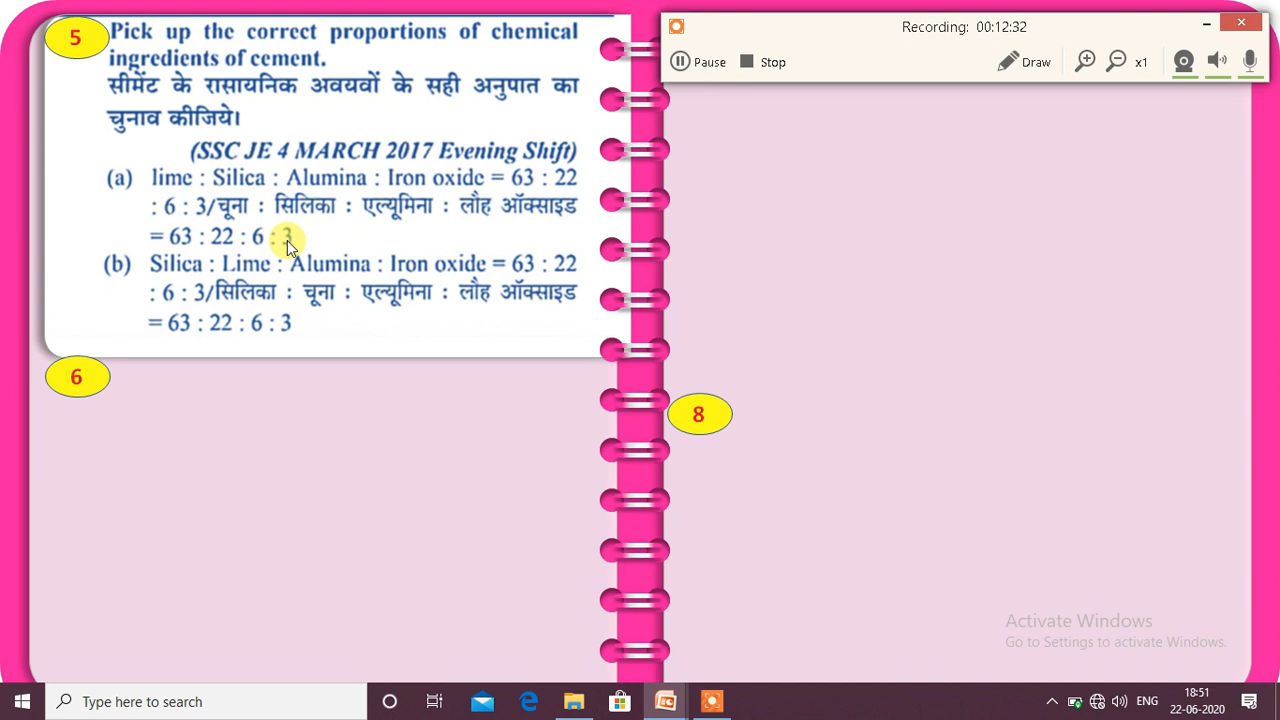 5
Pick up the correct proportions of chemical
ingredients of cement.
सीमेंट के रासायनिक अवयवों के सही अनुपात का
चुनाव कीजिये।
(SSC JE 4 MARCH 2017 Evening Shift)
(a) lime : Silica : Alumina : Iron oxide = 63 : 22
: 6 : 3/चूना : सिलिका : एल्यूमिना : लौह ऑक्साइड
= 63 : 22 : 6 : 3
(b) Silica : Lime : Alumina : Iron oxide = 63 : 22
: 6 : 3/सिलिका : चूना : एल्यूमिना : लौह ऑक्साइड
= 63 : 22 : 6 : 3
6
8
Recording: 00:12:32
Pause Stop Draw x1
Activate Windows
Go to Settings to activate Windows.
Type here to search
ENG
18:51
22-06-2020